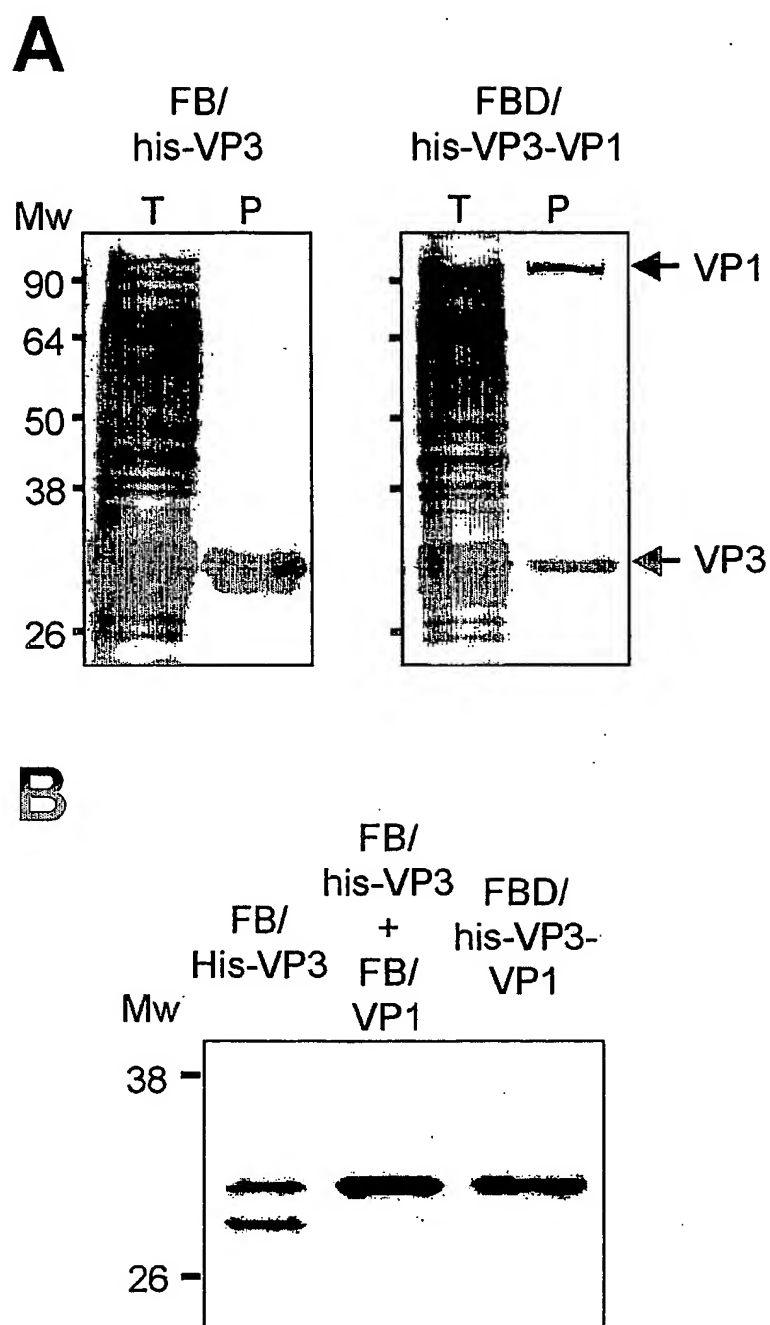 A
FB/
his-VP3
FBD/
his-VP3-VP1
Mw
T
P
T
P
90
64
50
38
26
VP1
VP3
B
FB/
His-VP3
FB/
his-VP3
+
FB/
VP1
FBD/
his-VP3-
VP1
Mw
38
26